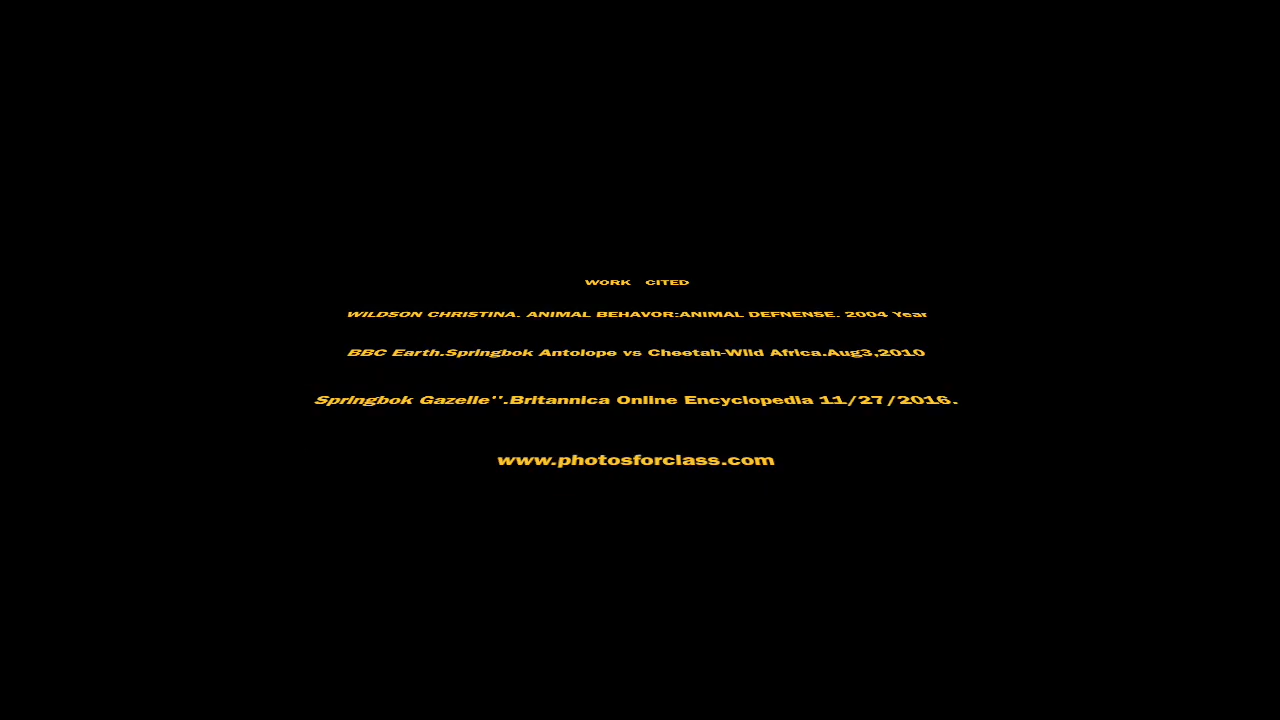 WORK CITED
WILDSON CHRISTINA. ANIMAL BEHAVOR:ANIMAL DEFNENSE. 2004 Year
BBC Earth.Springbok Antolope vs Cheetah-Wild Africa.Aug3,2010
Springbok Gazelle''.Britannica Online Encyclopedia 11/27/2016.
www.photosforclass.com